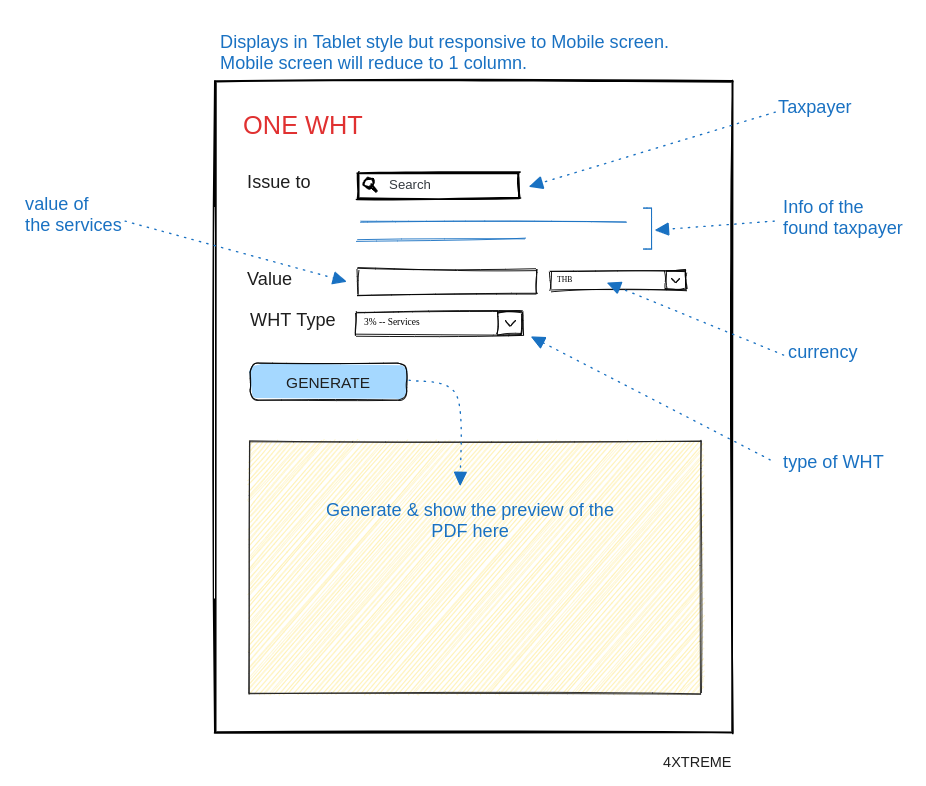 Displays in Tablet style but responsive to Mobile screen.
Mobile screen will reduce to 1 column.
ONE WHT
Taxpayer
Issue to
Search
value of
the services
Info of the
found taxpayer
Value
THB
WHT Type
3% -- Services
currency
GENERATE
type of WHT
Generate & show the preview of the
PDF here
4XTREME